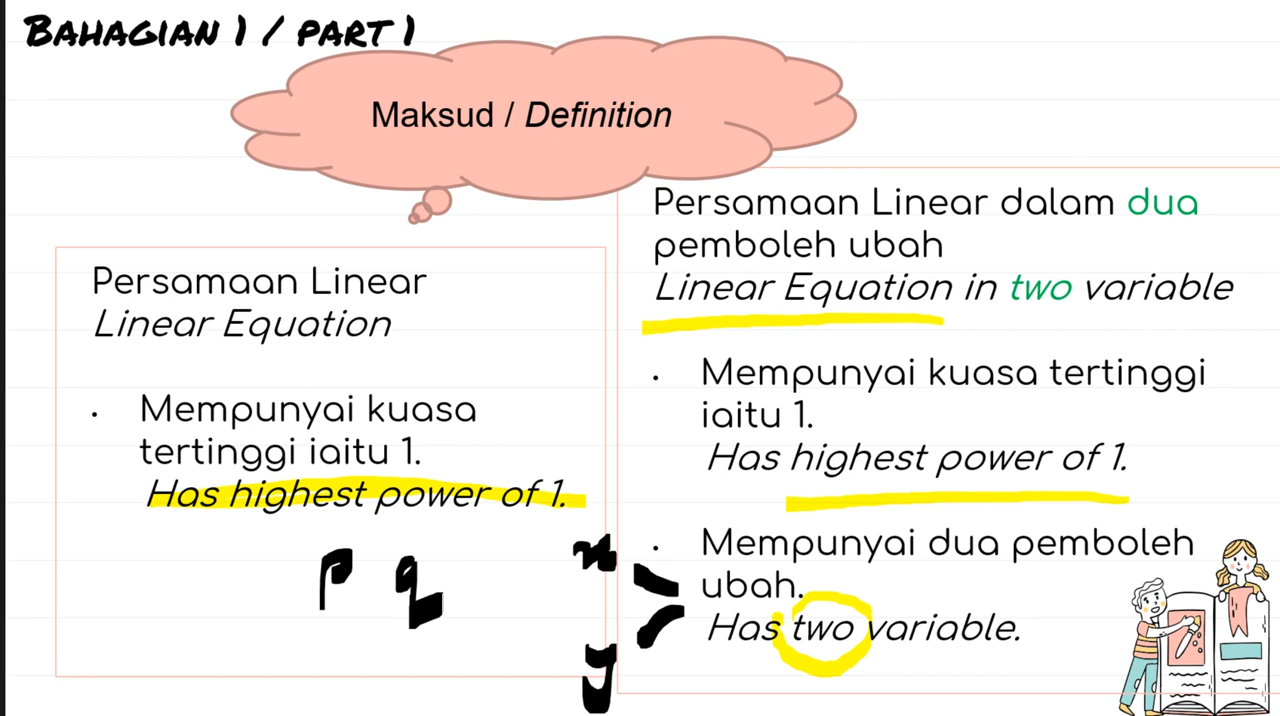 BAHAGIAN 1 / PART 1
Maksud / Definition
Persamaan Linear
Linear Equation
• Mempunyai kuasa
tertinggi iaitu 1.
Has highest power of 1.
p q
Persamaan Linear dalam dua
pemboleh ubah
Linear Equation in two variable
• Mempunyai kuasa tertinggi
iaitu 1.
Has highest power of 1.
• Mempunyai dua pemboleh
ubah.
Has two variable.
x
y